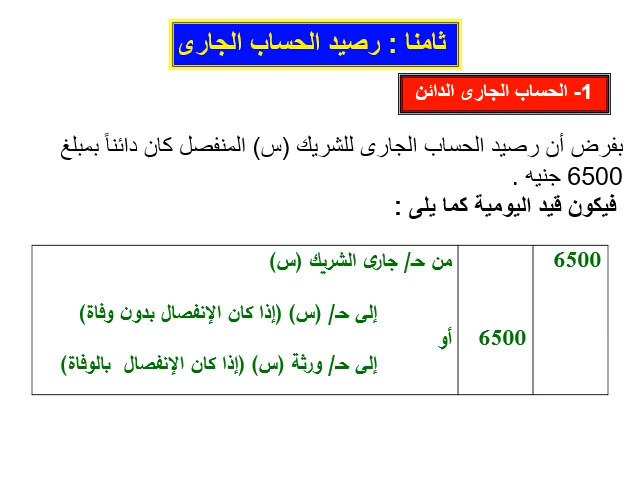 ثامنا : رصيد الحساب الجارى
1- الحساب الجارى الدائن
بفرض أن رصيد الحساب الجارى للشريك (س) المنفصل كان دائناً بمبلغ
6500 جنيه .
فيكون قيد اليومية كما يلى :
6500 من حـ/ جارى الشريك (س)
إلى حـ/ (س) (إذا كان الإنفصال بدون وفاة)
6500 أو
إلى حـ/ ورثة (س) (إذا كان الإنفصال بالوفاة)